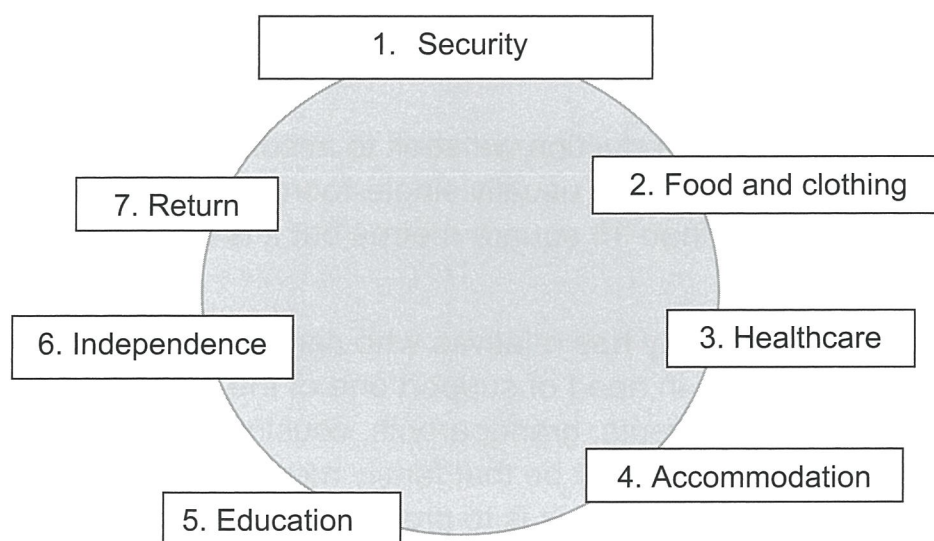 1. Security
2. Food and clothing
3. Healthcare
4. Accommodation
5. Education
6. Independence
7. Return